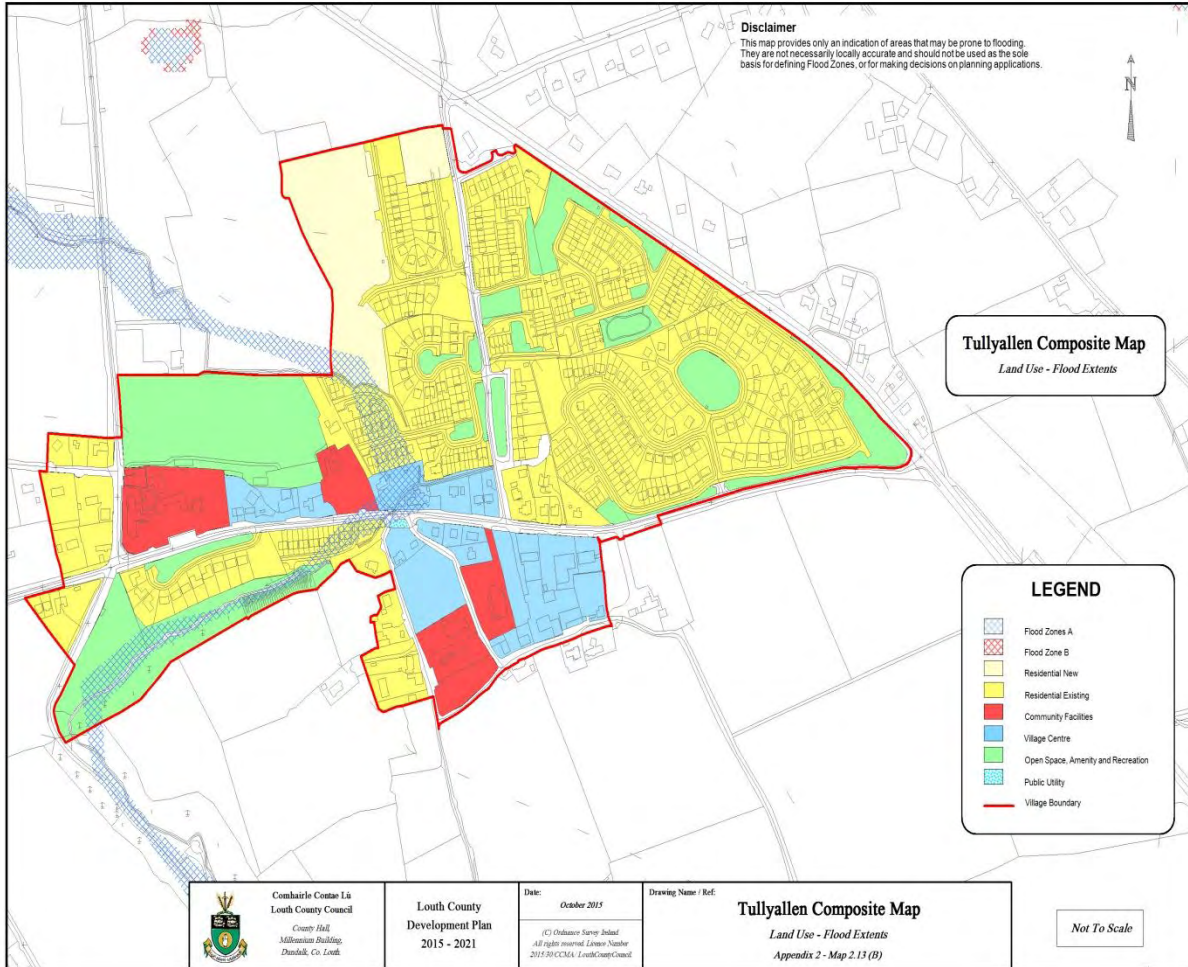 Disclaimer
This map provides only an indication of areas that may be prone to flooding.
They are not necessarily locally accurate and should not be used as the sole
basis for defining Flood Zones, or for making decisions on planning applications.
N
Tullyallen Composite Map
Land Use - Flood Extents
LEGEND
Flood Zones A
Flood Zone B
Residential New
Residential Existing
Community Facilities
Village Centre
Open Space, Amenity and Recreation
Public Utility
Village Boundary
Comhairle Contae Lú
Louth County Council
County Hall,
Millennium Building,
Dundalk, Co. Louth
Louth County
Development Plan
2015 - 2021
Date:
October 2015
(C) Ordnance Survey Ireland
All rights reserved. Licence Number
2015/30/CCMA/ LouthCountyCouncil
Drawing Name / Ref:
Tullyallen Composite Map
Land Use - Flood Extents
Appendix 2 - Map 2.13 (B)
Not To Scale